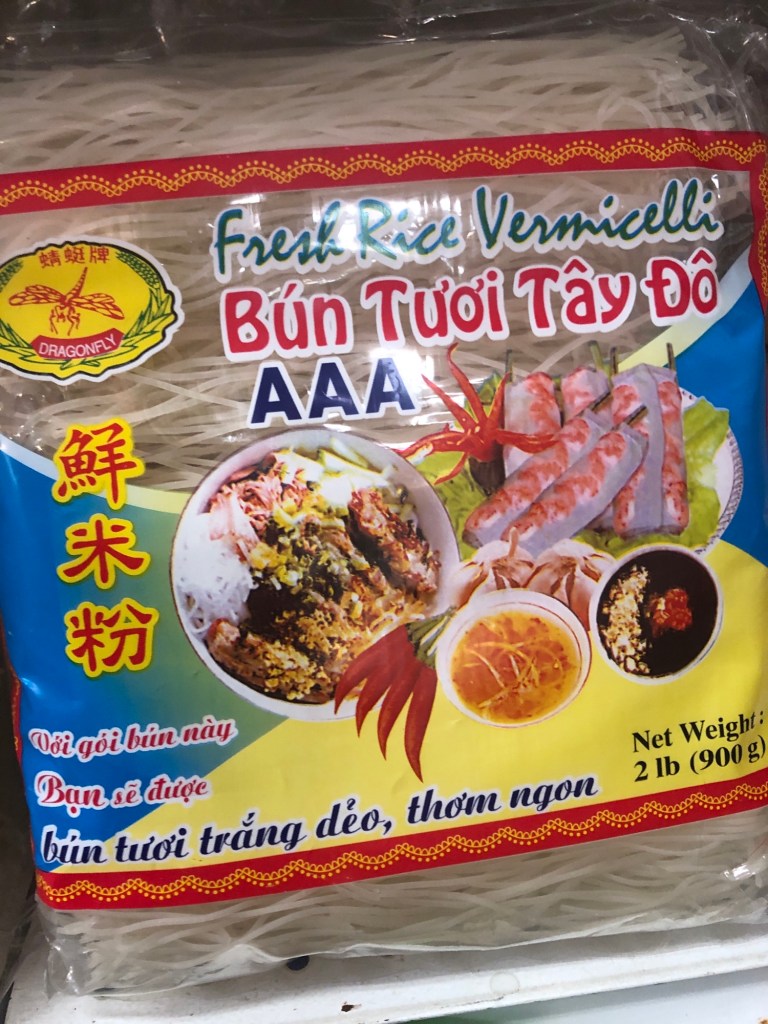 Fresh Rice Vermicelli
蜻蜓牌
DRAGONFLY
Bún Tươi Tây Đô
AAA
鮮
米
粉
Với gói bún này
Bạn sẽ được
bún tươi trắng dẻo, thơm ngon
Net Weight:
2 lb (900 g)